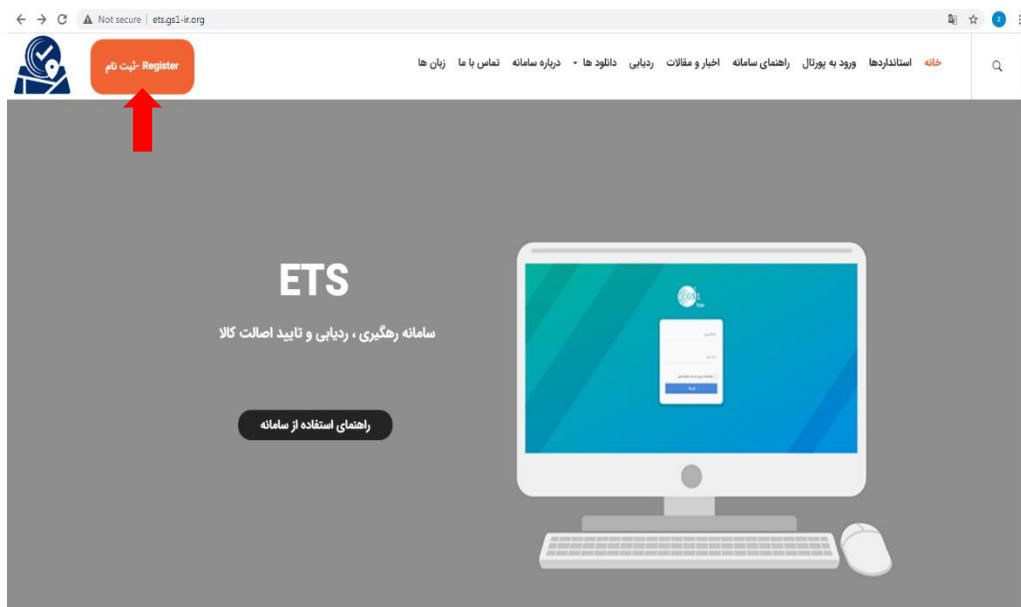 Not secure | ets.gs1-ir.org
z
Register -ثبت نام
خانه استانداردها ورود به پورتال راهنمای سامانه اخبار و مقالات ردیابی دانلود ها درباره سامانه تماس با ما زبان ها
ETS
سامانه رهگیری ، ردیابی و تایید اصالت کالا
راهنمای استفاده از سامانه
GS1